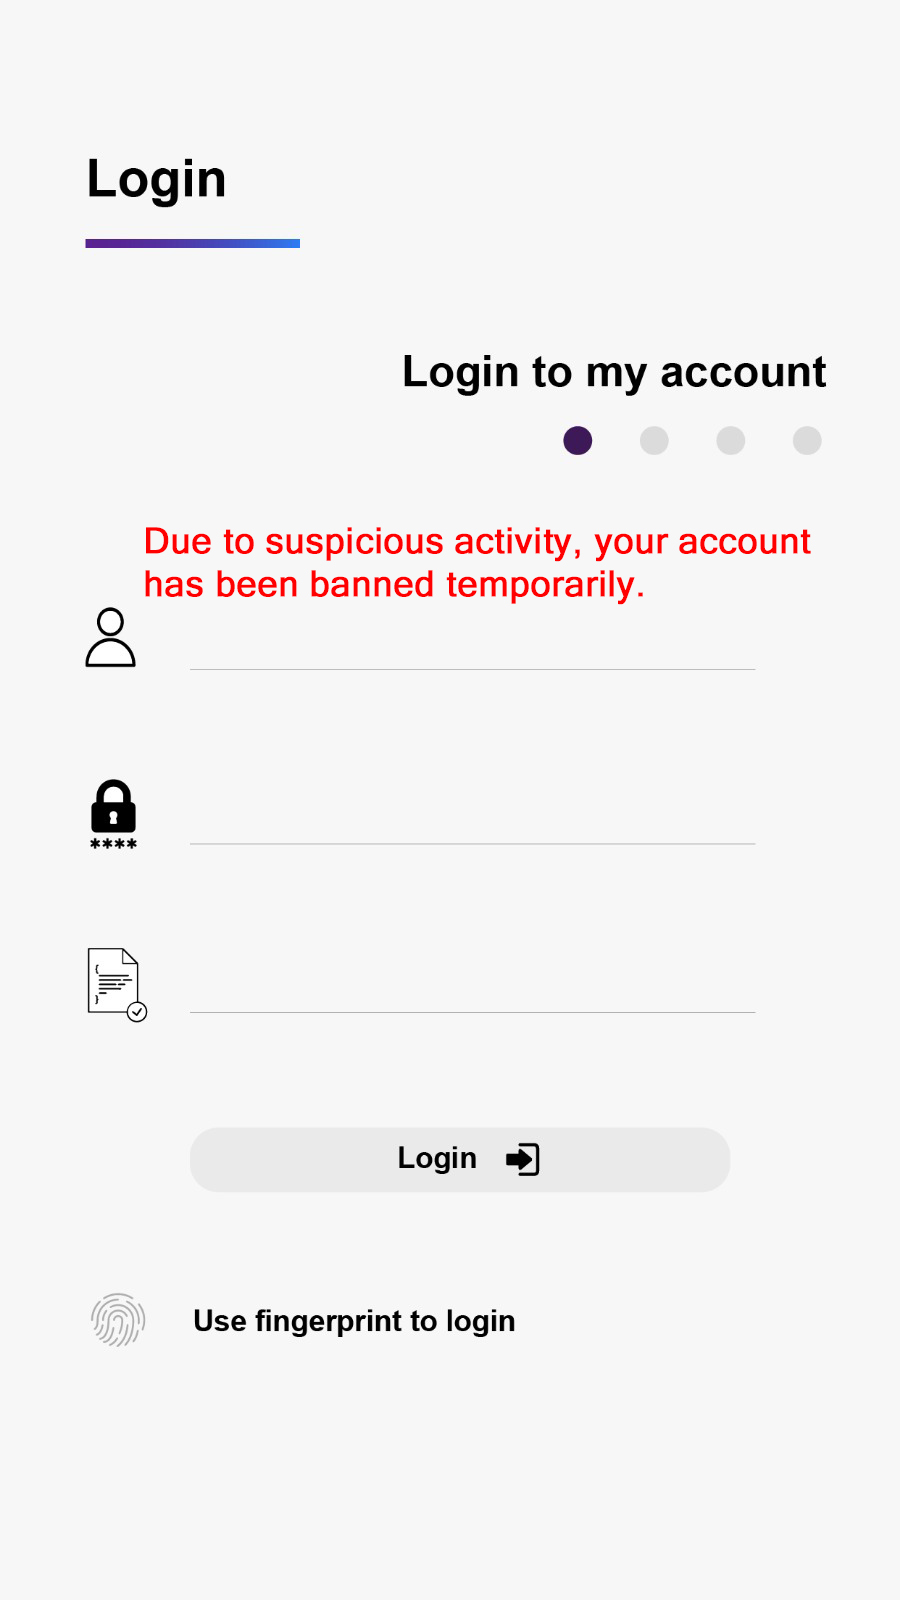 Login
Login to my account
Due to suspicious activity, your account
has been banned temporarily.
****
{
}
Login
Use fingerprint to login